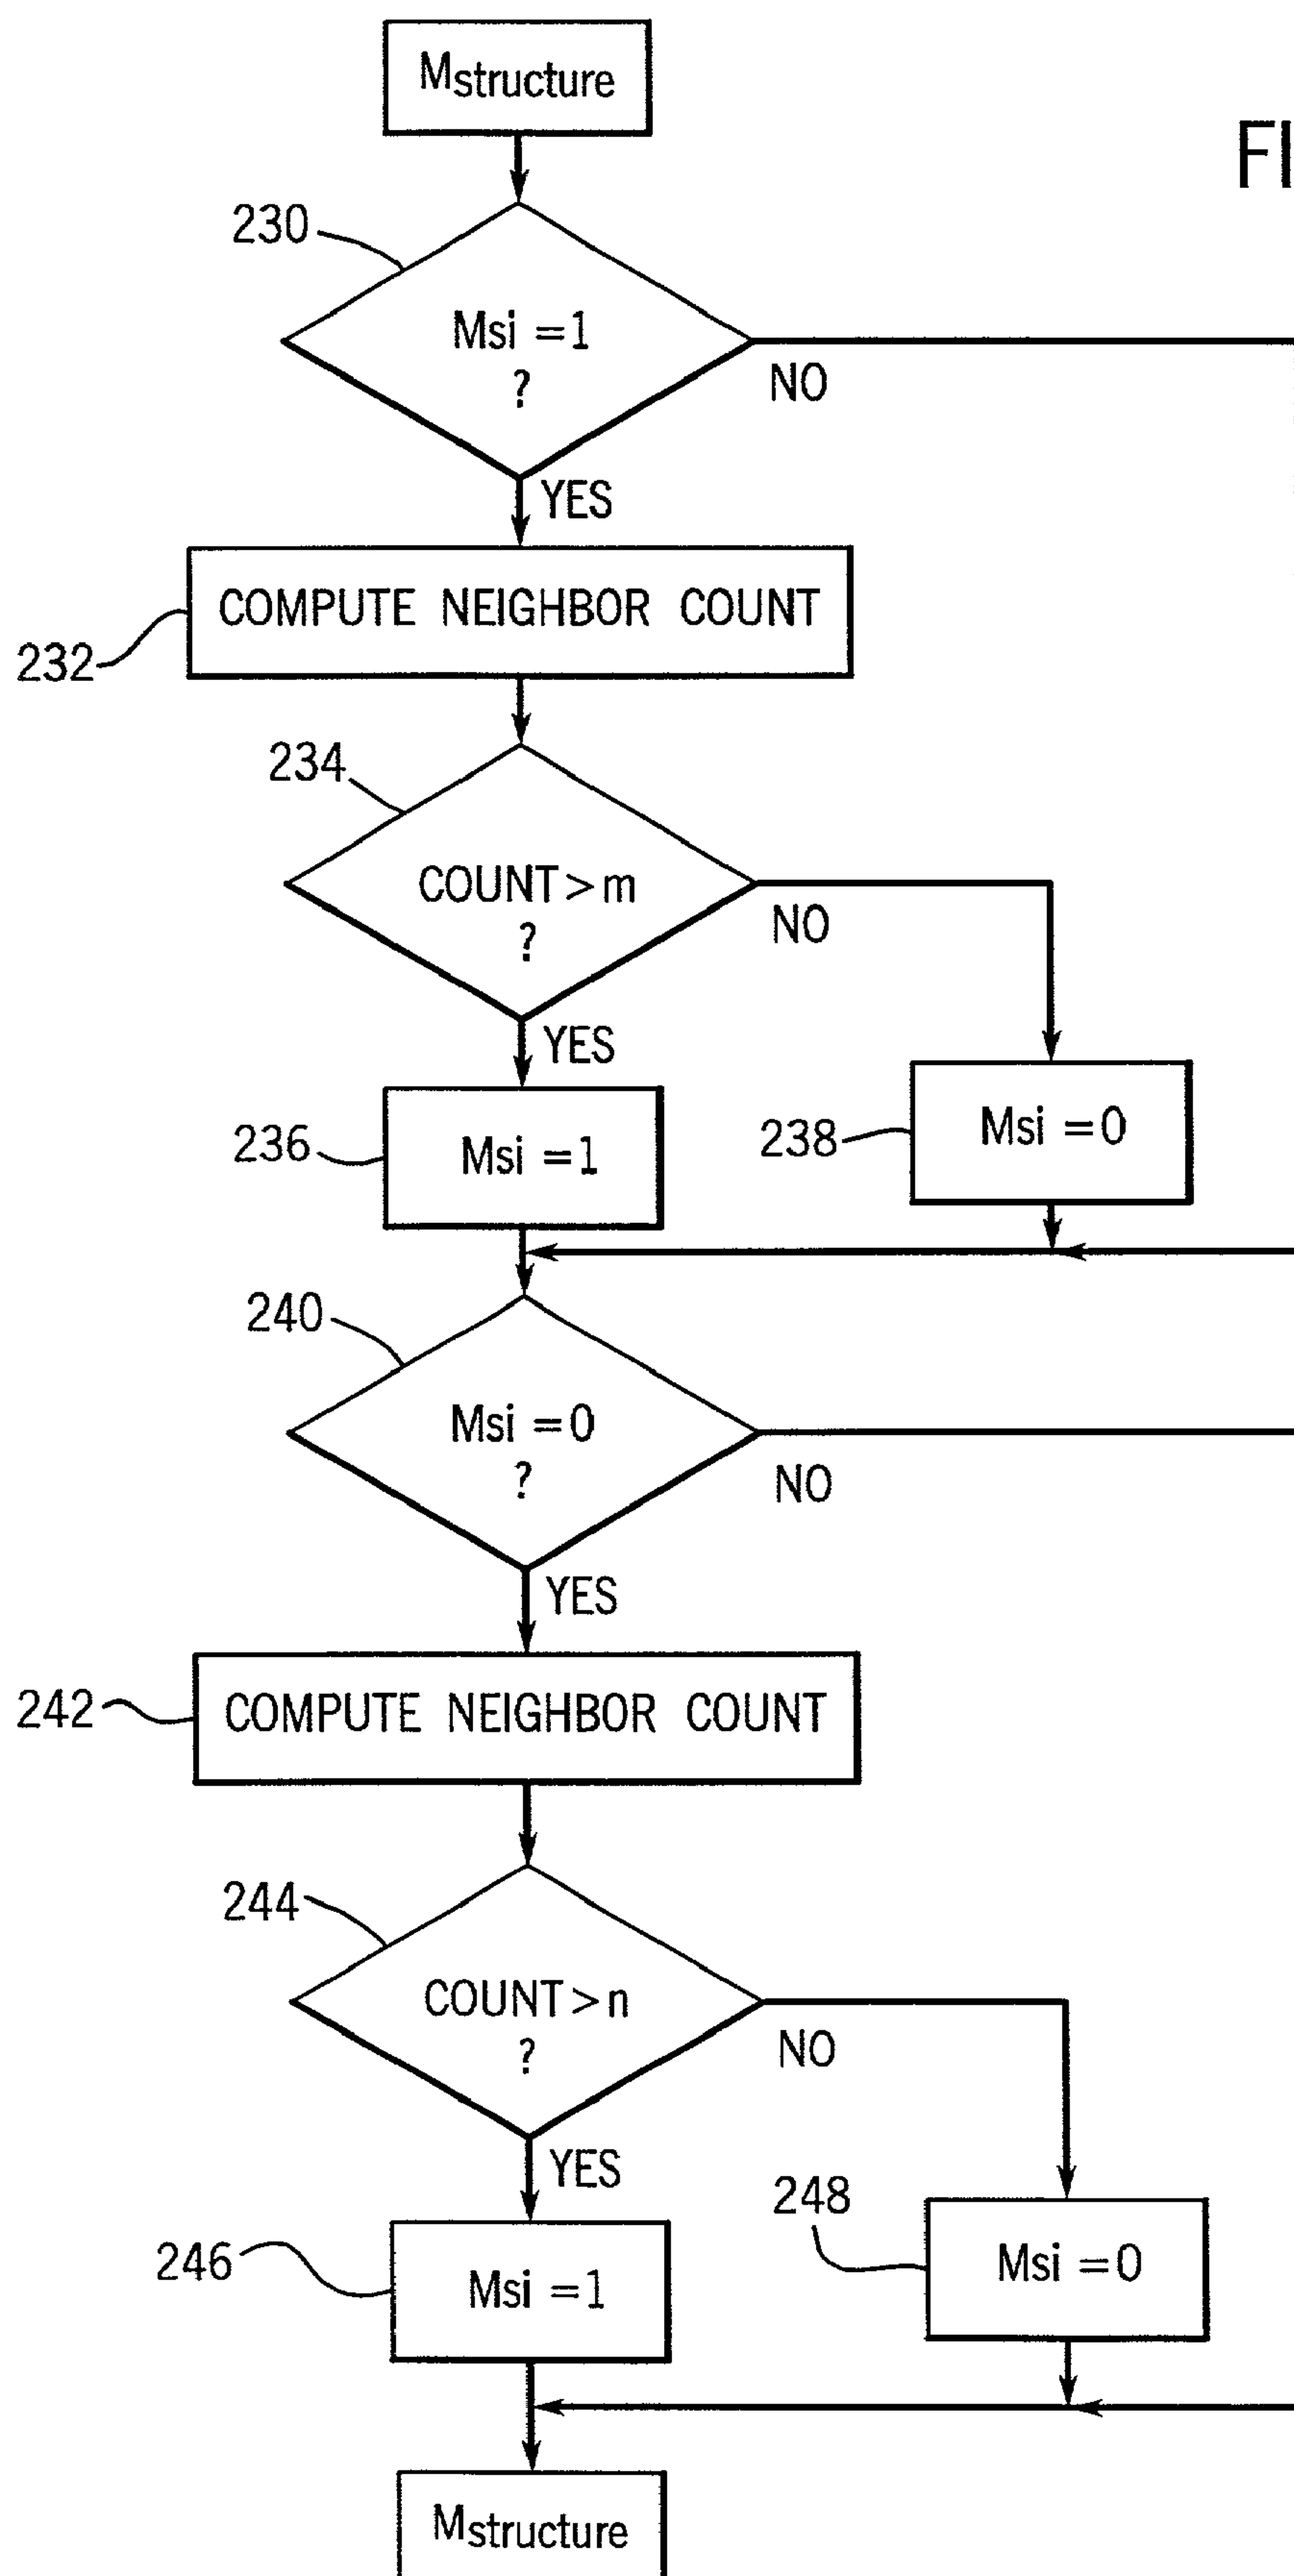 Mstructure
FI
230
Msi =1
?
NO
YES
COMPUTE NEIGHBOR COUNT
232
234
COUNT>m
?
NO
YES
236
Msi =1
238
Msi =0
240
Msi =0
?
NO
YES
242
COMPUTE NEIGHBOR COUNT
244
COUNT>n
?
NO
YES
246
Msi =1
248
Msi =0
Mstructure